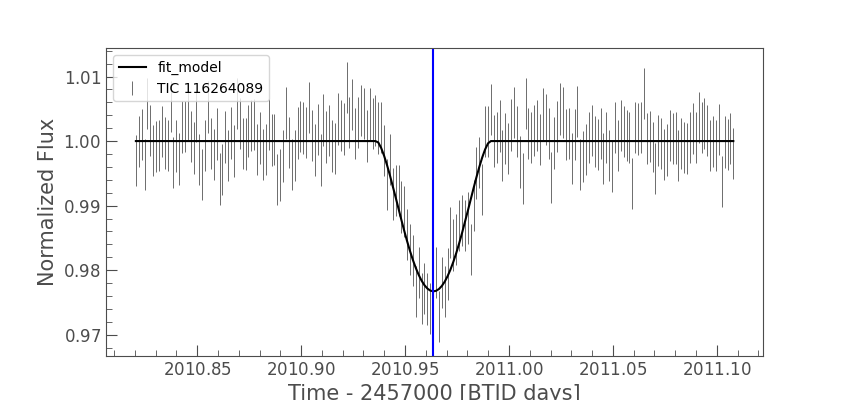 fit_model
TIC 116264089
Normalized Flux
1.01
1.00
0.99
0.98
0.97
2010.85 2010.90 2010.95 2011.00 2011.05 2011.10
Time - 2457000 [BTJD days]